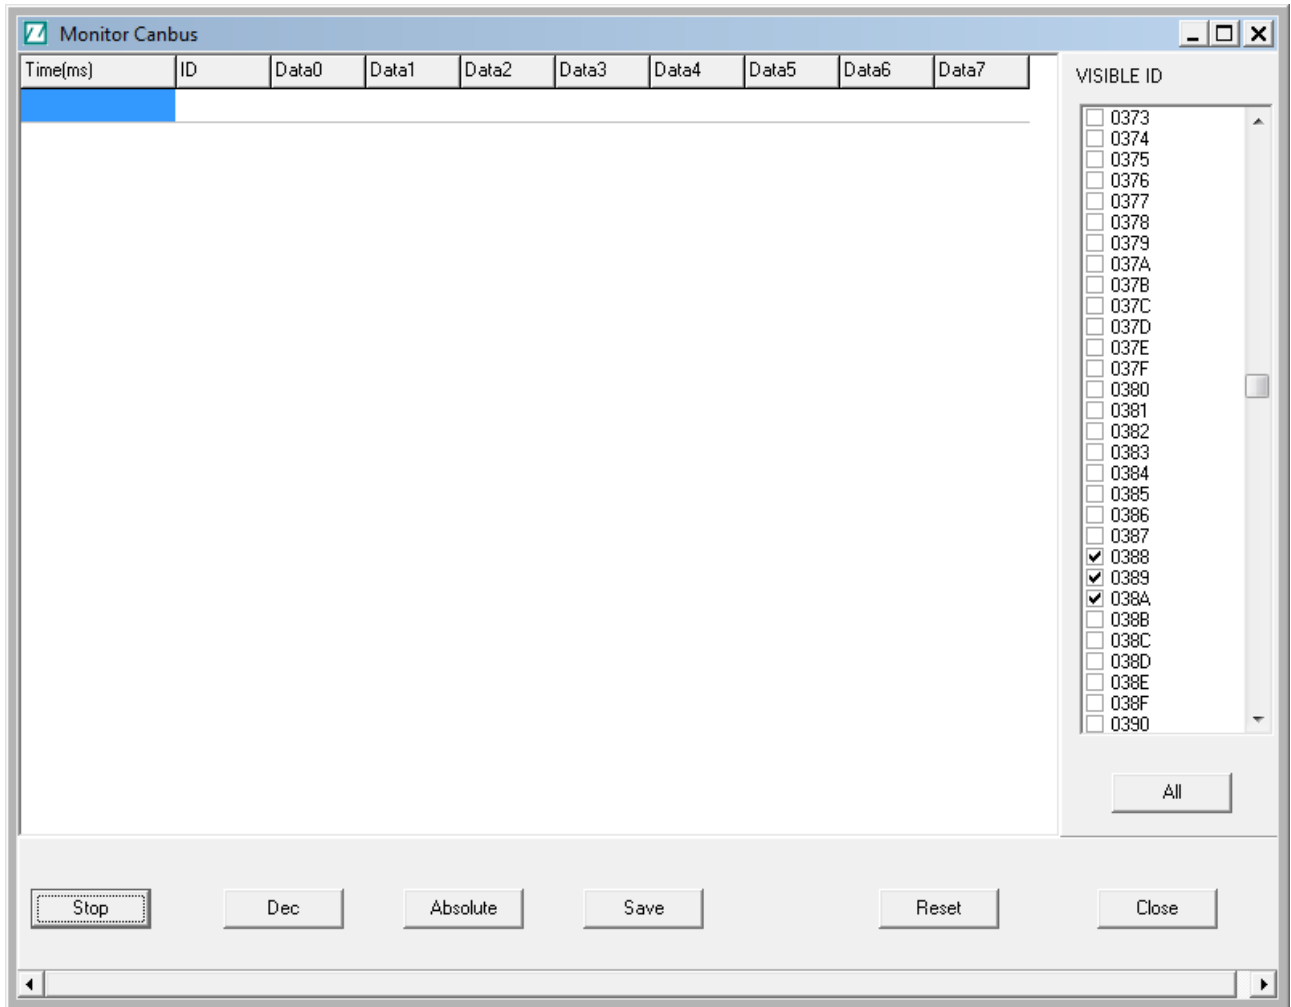 Monitor Canbus
Time(ms) ID Data0 Data1 Data2 Data3 Data4 Data5 Data6 Data7
VISIBLE ID
0373
0374
0375
0376
0377
0378
0379
037A
037B
037C
037D
037E
037F
0380
0381
0382
0383
0384
0385
0386
0387
0388
0389
038A
038B
038C
038D
038E
038F
0390
All
Stop Dec Absolute Save Reset Close